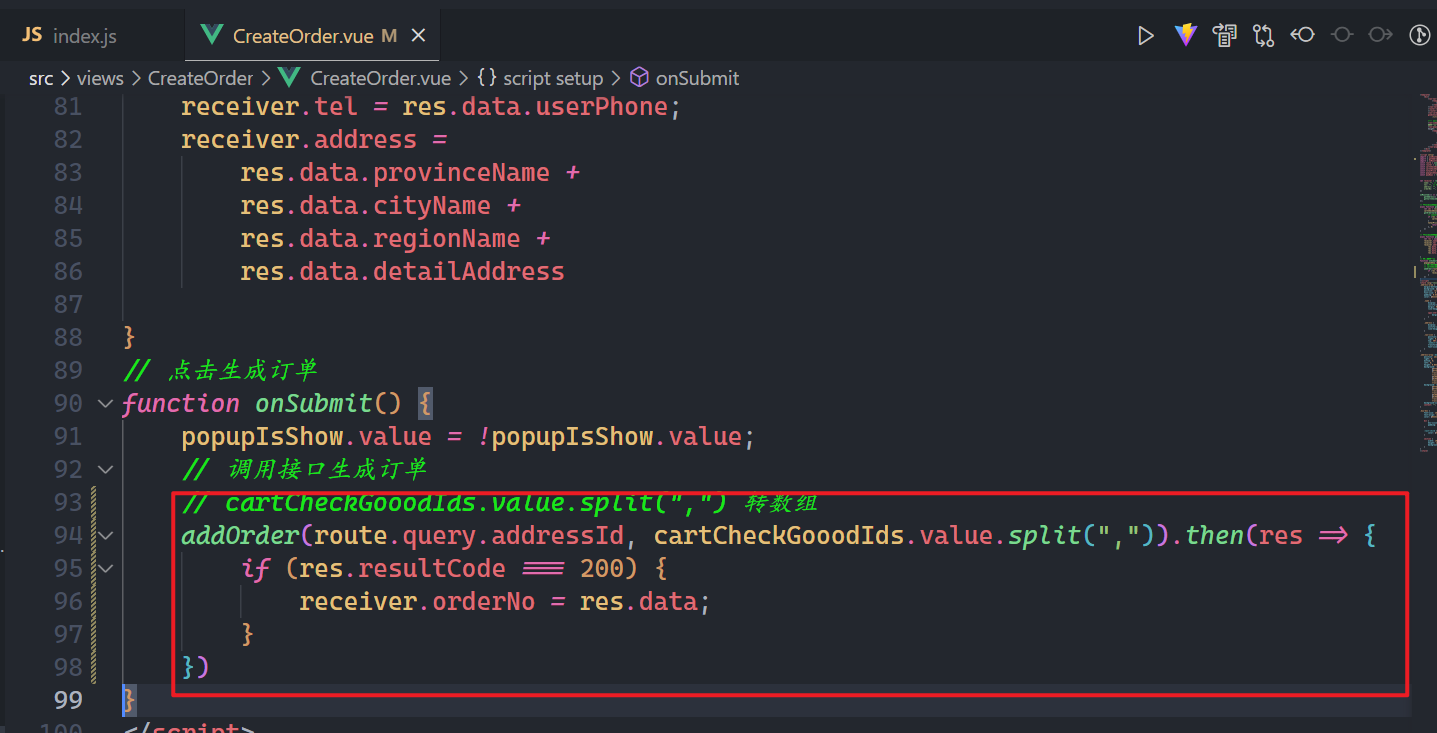 JS index.js CreateOrder.vue M
src > views > CreateOrder > CreateOrder.vue > {} script setup > onSubmit
81 receiver.tel = res.data.userPhone;
82 receiver.address =
83 res.data.provinceName +
84 res.data.cityName +
85 res.data.regionName +
86 res.data.detailAddress
87
88 }
89 // 点击生成订单
90 function onSubmit() {
91 popupIsShow.value = !popupIsShow.value;
92 // 调用接口生成订单
93 // cartCheckGooodIds.value.split(",") 转数组
94 addOrder(route.query.addressId, cartCheckGooodIds.value.split(",")).then(res => {
95 if (res.resultCode === 200) {
96 receiver.orderNo = res.data;
97 }
98 })
99 }
100 </script>